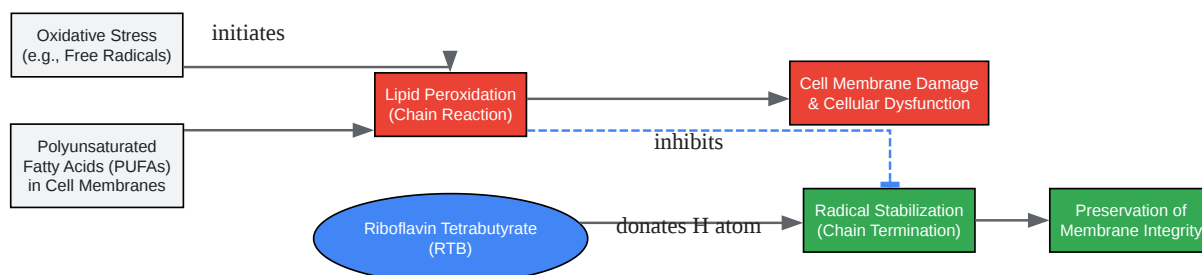 Oxidative Stress
(e.g., Free Radicals)
initiates
Lipid Peroxidation
(Chain Reaction)
Cell Membrane Damage
& Cellular Dysfunction
Polyunsaturated
Fatty Acids (PUFAs)
in Cell Membranes
inhibits
Riboflavin Tetrabutyrate
(RTB)
donates H atom
Radical Stabilization
(Chain Termination)
Preservation of
Membrane Integrity